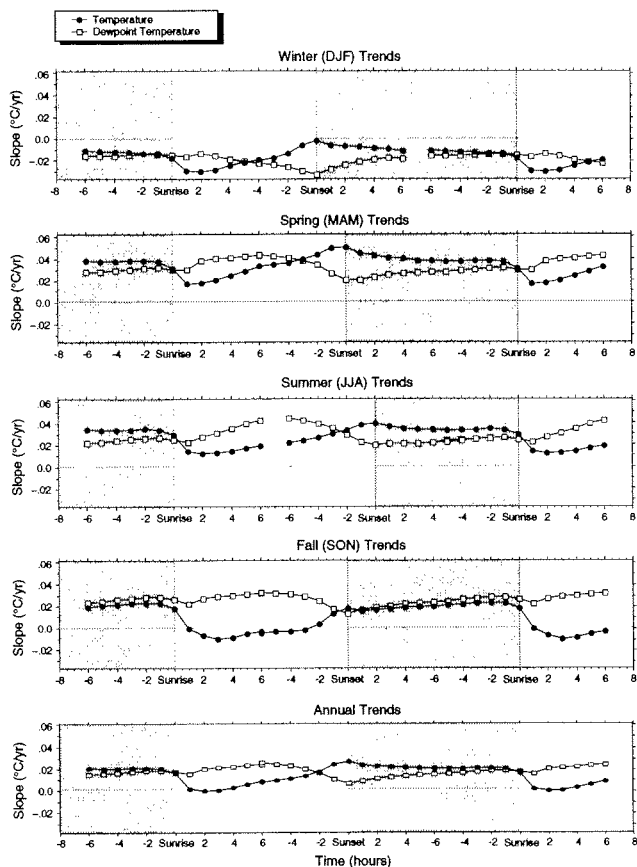 Temperature
Dewpoint Temperature
Winter (DJF) Trends
Slope (°C/yr)
.06
.04
.02
0.0
-.02
-8 -6 -4 -2 Sunrise 2 4 6 -4 -2 Sunset 2 4 6 -6 -4 -2 Sunrise 2 4 6 8
Spring (MAM) Trends
Slope (°C/yr)
.06
.04
.02
0.0
-.02
-8 -6 -4 -2 Sunrise 2 4 6 -4 -2 Sunset 2 4 6 -4 -2 Sunrise 2 4 6 8
Summer (JJA) Trends
Slope (°C/yr)
.06
.04
.02
0.0
-.02
-8 -6 -4 -2 Sunrise 2 4 6 -4 -2 Sunset 2 4 -4 -2 Sunrise 2 4 6 8
Fall (SON) Trends
Slope (°C/yr)
.06
.04
.02
0.0
-.02
-8 -6 -4 -2 Sunrise 2 4 6 -4 -2 Sunset 2 4 6 -4 -2 Sunrise 2 4 6 8
Annual Trends
Slope (°C/yr)
.06
.04
.02
0.0
-.02
-8 -6 -4 -2 Sunrise 2 4 6 -4 -2 Sunset 2 4 6 -4 -2 Sunrise 2 4 6 8
Time (hours)